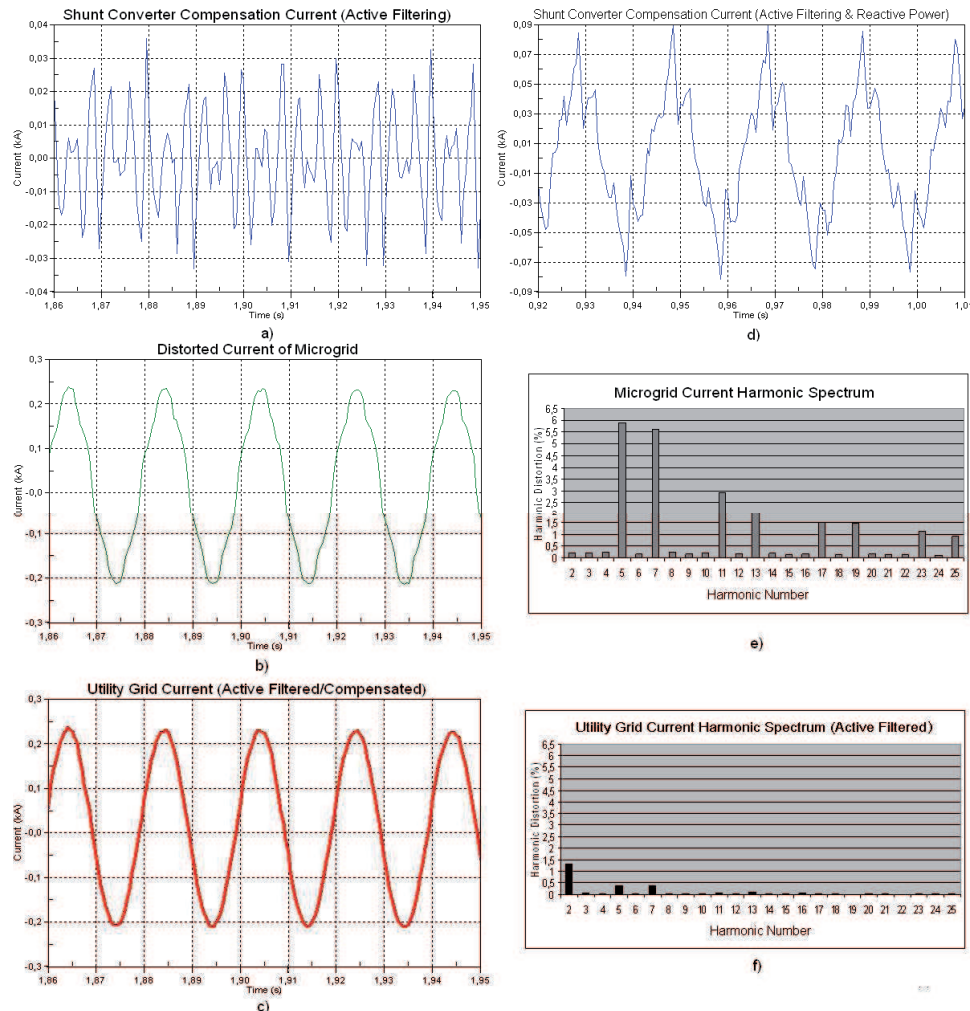 Shunt Converter Compensation Current (Active Filtering)
Current (kA)
0,04
0,03
0,02
0,01
0,00
-0,01
-0,02
-0,03
-0,04
1,86 1,87 1,88 1,89 1,90 1,91 1,92 1,93 1,94 1,95
Time (s)
a)
Distorted Current of Microgrid
Current (kA)
0,3
0,2
0,1
-0,0
-0,1
-0,2
-0,3
1,86 1,87 1,88 1,89 1,90 1,91 1,92 1,93 1,94 1,95
Time (s)
b)
Utility Grid Current (Active Filtered/Compensated)
Current (kA)
0,3
0,2
0,1
-0,0
-0,1
-0,2
-0,3
1,86 1,87 1,88 1,89 1,90 1,91 1,92 1,93 1,94 1,95
Time (s)
c)
Shunt Converter Compensation Current (Active Filtering & Reactive Power)
Current (kA)
0,09
0,07
0,05
0,03
0,01
-0,01
-0,03
-0,05
-0,07
-0,09
0,92 0,93 0,94 0,95 0,96 0,97 0,98 0,99 1,00 1,01
Time (s)
d)
Microgrid Current Harmonic Spectrum
Harminic Distortion (%)
6,5
6
5,5
5
4,5
4
3,5
3
2,5
2
1,5
1
0,5
0
2 3 4 5 6 7 8 9 10 11 12 13 14 15 16 17 18 19 20 21 22 23 24 25
Harmonic Number
e)
Utility Grid Current Harmonic Spectrum (Active Filtered)
Harmonic Distortion (%)
6,5
6
5,5
5
4,5
4
3,5
3
2,5
2
1,5
1
0,5
0
2 3 4 5 6 7 8 9 10 11 12 13 14 15 16 17 18 19 20 21 22 23 24 25
Harmonic Number
f)